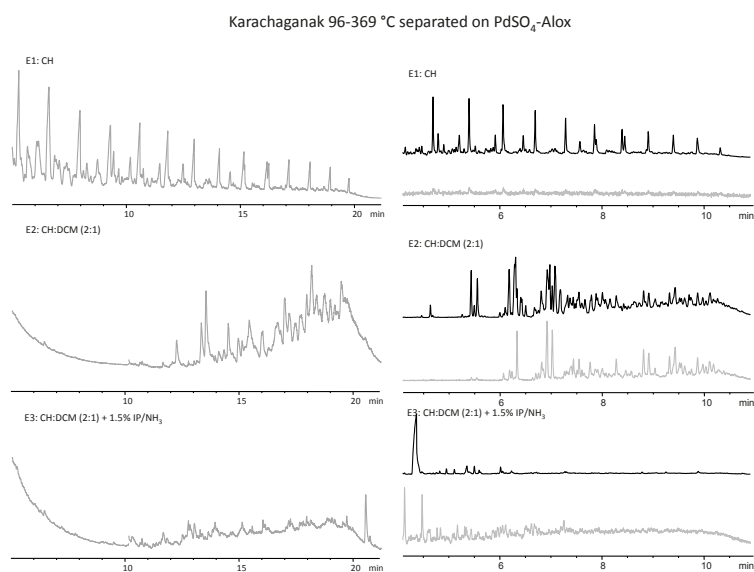 Karachaganak 96-369 °C separated on PdSO₄-Alox
E1: CH
10
15
20
min
E2: CH:DCM (2:1)
10
15
20
min
E3: CH:DCM (2:1) + 1.5% IP/NH₃
10
15
20
min
E1: CH
6
8
10
min
E2: CH:DCM (2:1)
6
8
10
min
E3: CH:DCM (2:1) + 1.5% IP/NH₃
6
8
10
min